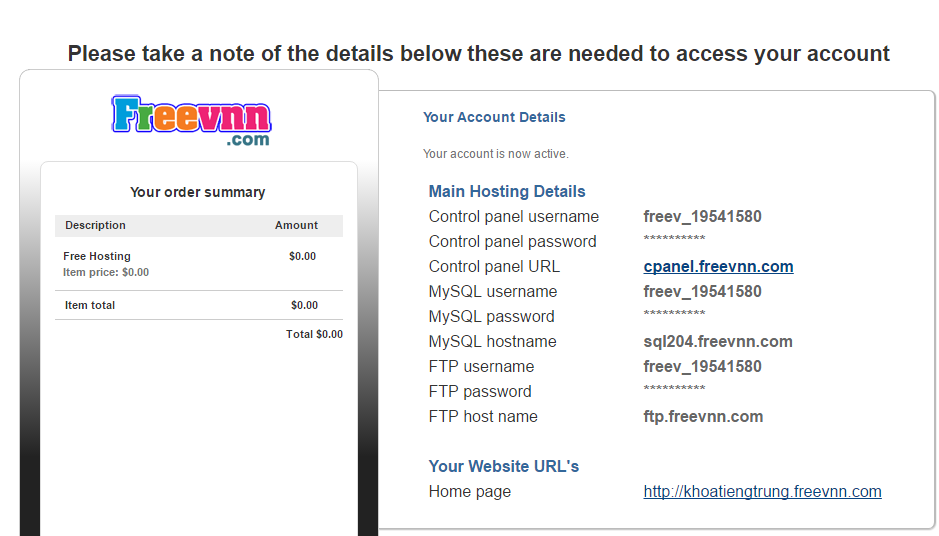 Please take a note of the details below these are needed to access your account
Freevnn
.com
Your order summary
Description Amount
Free Hosting $0.00
Item price: $0.00
Item total $0.00
Total $0.00
Your Account Details
Your account is now active.
Main Hosting Details
Control panel username freev_19541580
Control panel password **********
Control panel URL cpanel.freevnn.com
MySQL username freev_19541580
MySQL password **********
MySQL hostname sql204.freevnn.com
FTP username freev_19541580
FTP password **********
FTP host name ftp.freevnn.com
Your Website URL's
Home page http://khoatiengtrung.freevnn.com